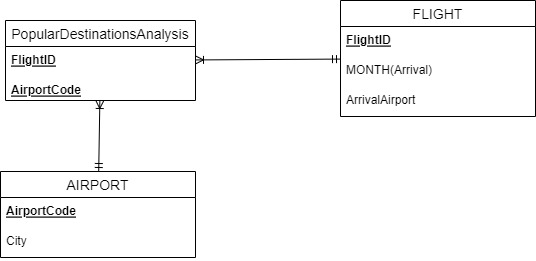 PopularDestinationsAnalysis
FlightID
AirportCode
FLIGHT
FlightID
MONTH(Arrival)
ArrivalAirport
AIRPORT
AirportCode
City